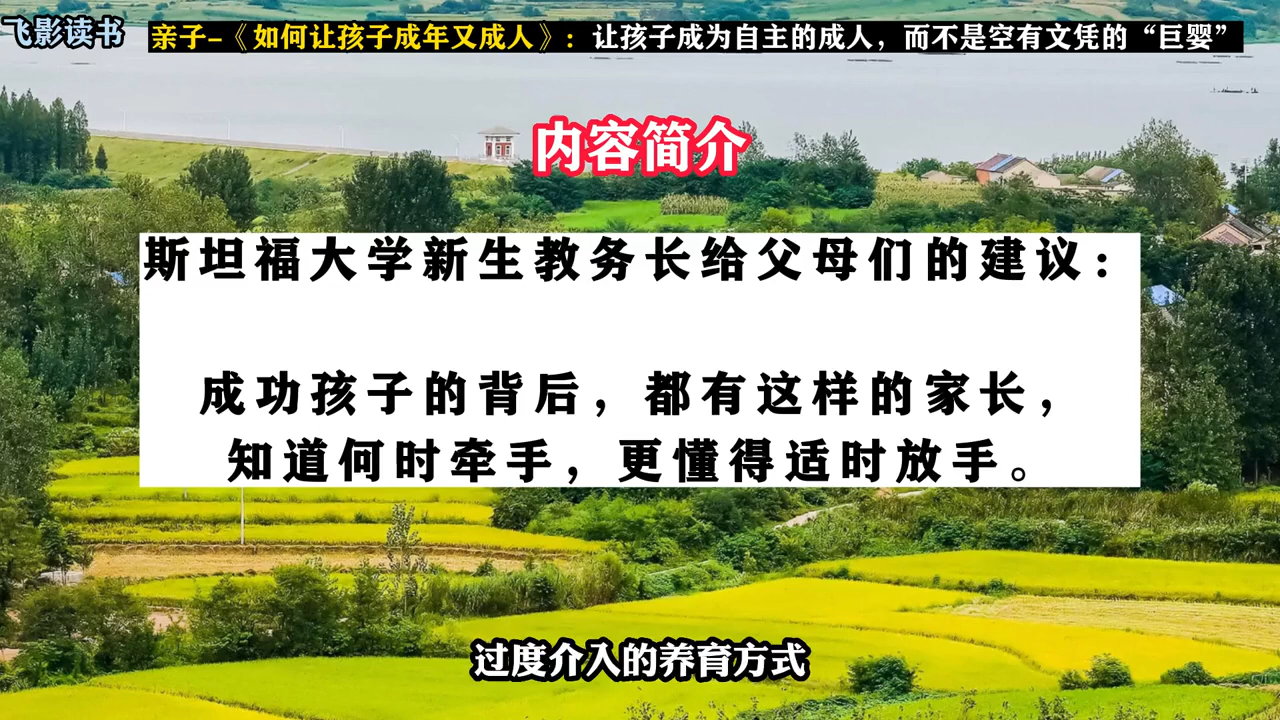 飞影读书
亲子-《如何让孩子成年又成人》：让孩子成为自主的成人，而不是空有文凭的“巨婴”
内容简介
斯坦福大学新生教务长给父母们的建议：
成功孩子的背后，都有这样的家长，
知道何时牵手，更懂得适时放手。
过度介入的养育方式